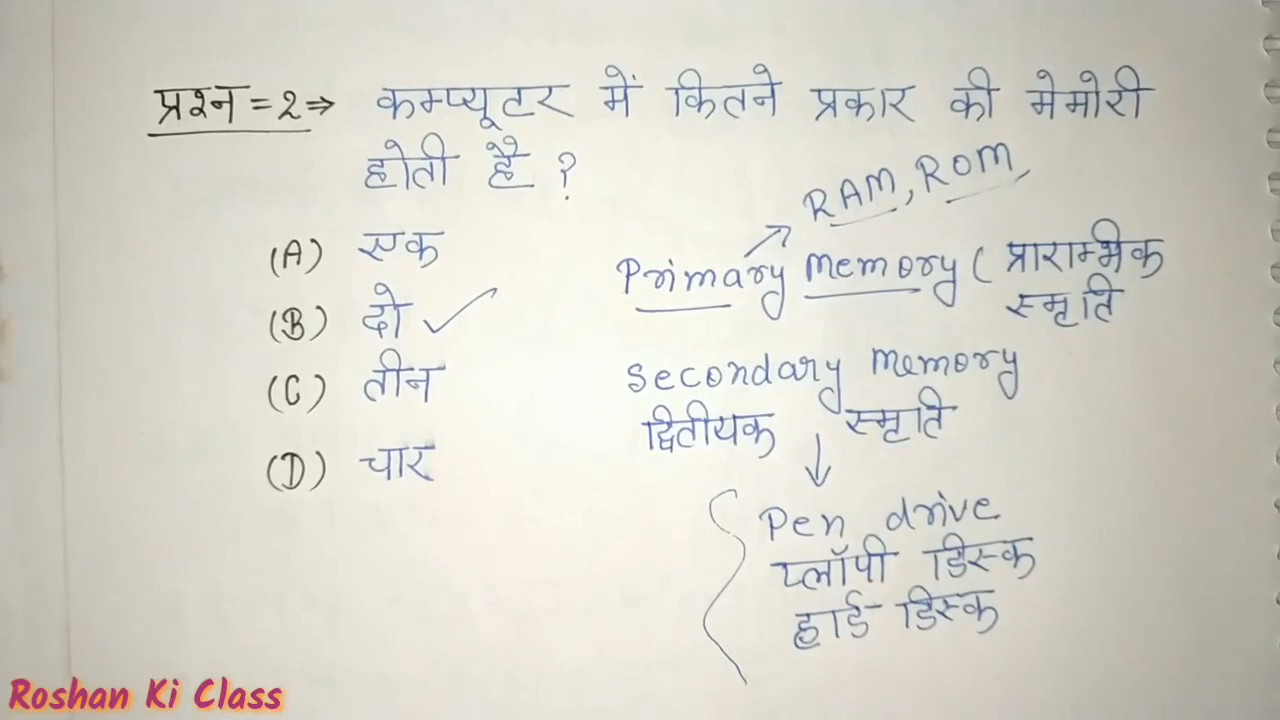 प्रश्न = 2 ⇒ कम्प्यूटर में कितने प्रकार की मेमोरी
होती है ?
(A) एक
(B) दो ✓
(C) तीन
(D) चार
RAM, ROM,
Primary memory ( प्राराम्भिक
स्मृति
Secondary memory
द्वितीयक स्मृति
Pen drive
प्लॉपी डिस्क
हार्ड डिस्क
Roshan Ki Class